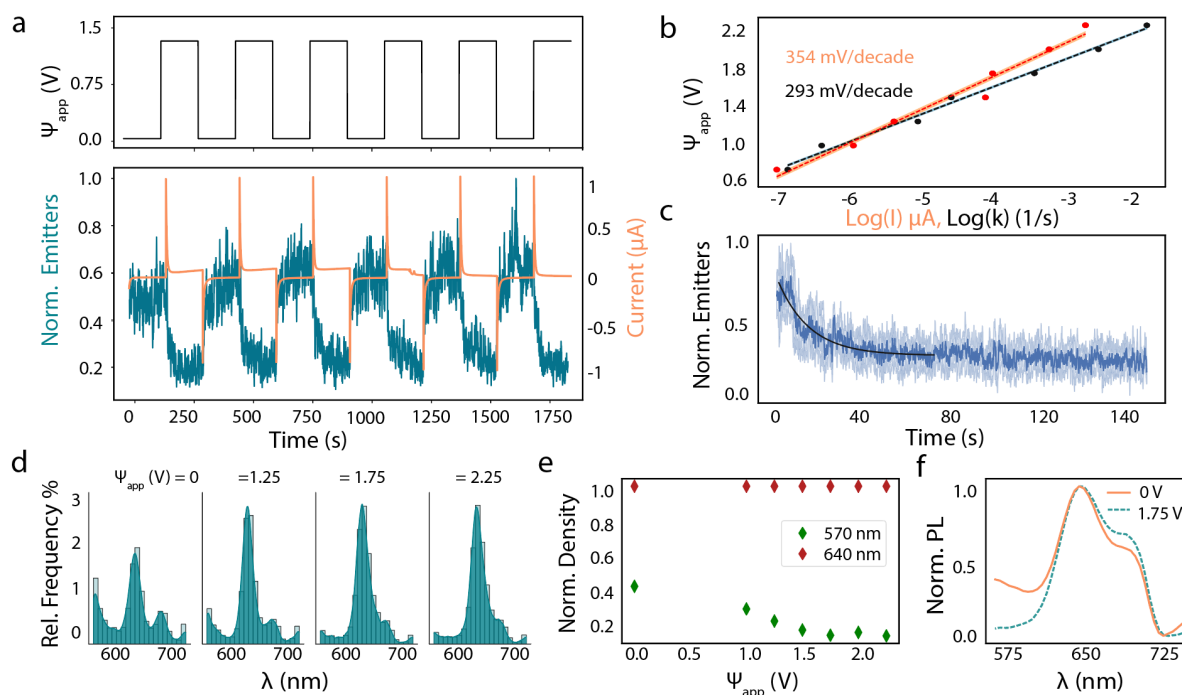 a
1.5
0.75
0.0
Ψapp (V)
1.0
0.8
0.6
0.4
0.2
Norm. Emitters
1
0.5
0
-0.5
-1
Current (μA)
0 250 500 750 1000 1250 1500 1750
Time (s)
b
2.2
1.8
1.4
1.0
0.6
Ψapp (V)
354 mV/decade
293 mV/decade
-7 -6 -5 -4 -3 -2
Log(I) μA, Log(k) (1/s)
c
1.0
0.5
0.0
Norm. Emitters
0 40 80 120 140
Time (s)
d
Ψapp (V) = 0 =1.25 = 1.75 = 2.25
3
2
1
0
Rel. Frequency %
600 700 600 700 600 700 600 700
λ (nm)
e
1.0
0.8
0.6
0.4
0.2
Norm. Density
570 nm
640 nm
0.0 0.5 1.0 1.5 2.0
Ψapp (V)
f
1.0
0.5
0.0
Norm. PL
0 V
1.75 V
575 650 725
λ (nm)